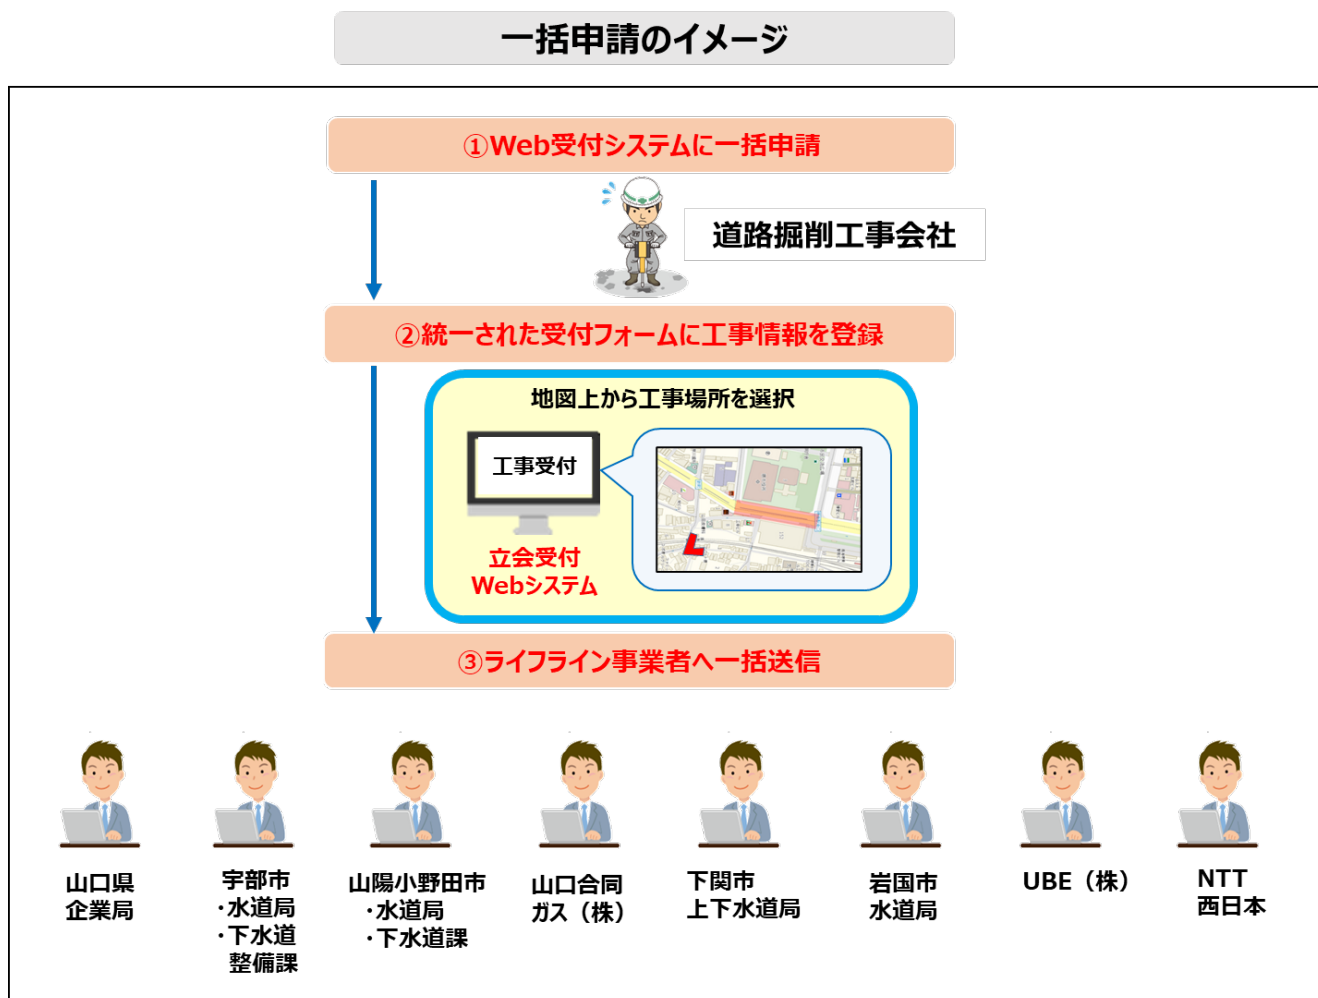 一括申請のイメージ
①Web受付システムに一括申請
道路掘削工事会社
②統一された受付フォームに工事情報を登録
地図上から工事場所を選択
工事受付
立会受付
Webシステム
③ライフライン事業者へ一括送信
山口県
企業局
宇部市
・水道局
・下水道
整備課
山陽小野田市
・水道局
・下水道課
山口合同
ガス（株）
下関市
上下水道局
岩国市
水道局
UBE（株）
NTT
西日本